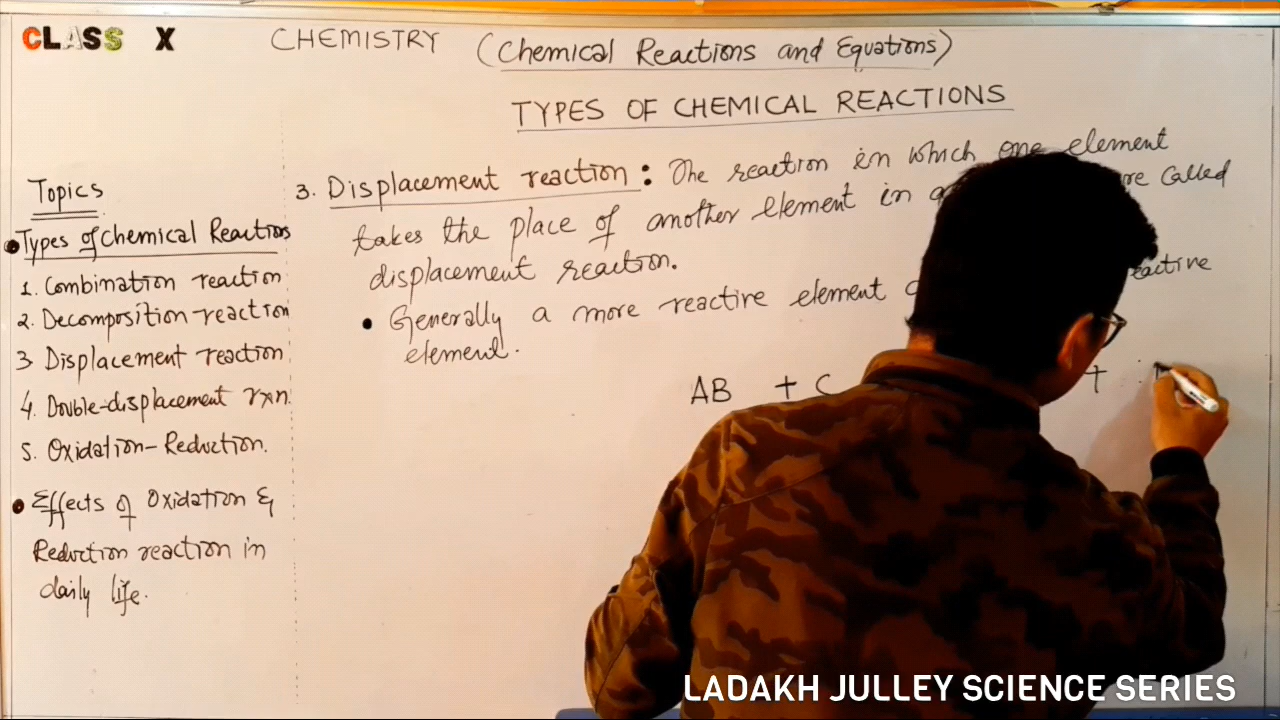 CLASS X
CHEMISTRY (Chemical Reactions and Equations)
TYPES OF CHEMICAL REACTIONS
Topics
• Types of Chemical Reactions
1. Combination reaction
2. Decomposition-reaction
3 Displacement reaction
4. Double-displacement rxn.
5. Oxidation-Reduction.
• Effects of Oxidation &
Reduction reaction in
daily life.
3. Displacement reaction: The reaction in which one element
takes the place of another element in are called
displacement reaction.
• Generally a more reactive element
element.
AB + C +
LADAKH JULLEY SCIENCE SERIES